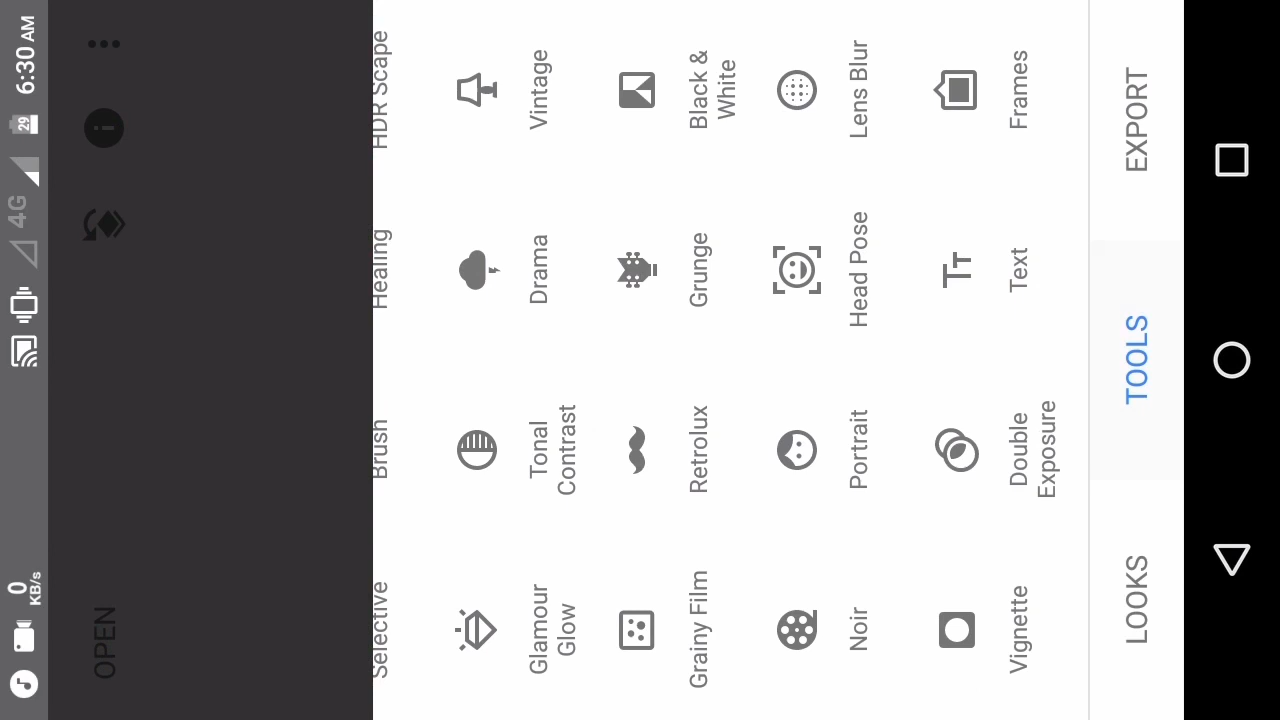 0 KB/s 4G 29 6:30 AM
OPEN
Selective Brush Healing HDR Scape
Glamour Glow
Tonal Contrast
Drama
Vintage
Grainy Film
Retrolux
Grunge
Black & White
Noir
Portrait
Head Pose
Lens Blur
Vignette
Double Exposure
Text
Frames
LOOKS
TOOLS
EXPORT